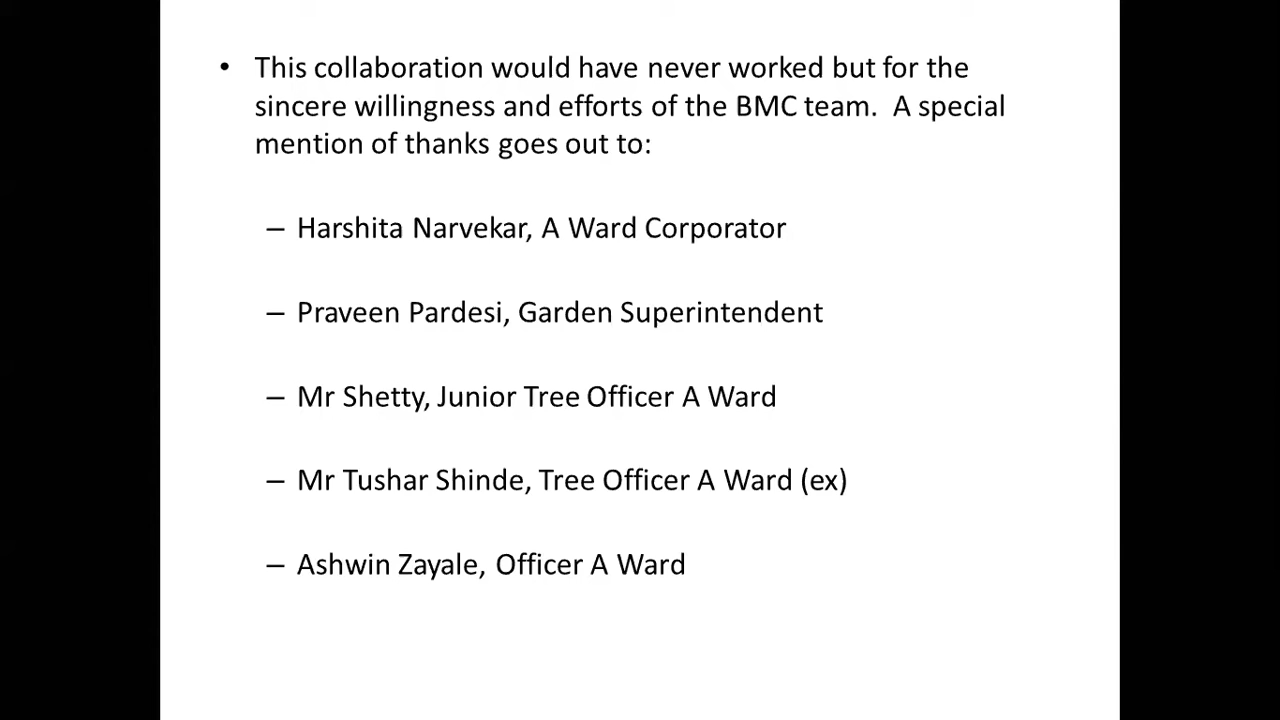 • This collaboration would have never worked but for the
sincere willingness and efforts of the BMC team.  A special
mention of thanks goes out to:
– Harshita Narvekar, A Ward Corporator
– Praveen Pardesi, Garden Superintendent
– Mr Shetty, Junior Tree Officer A Ward
– Mr Tushar Shinde, Tree Officer A Ward (ex)
– Ashwin Zayale, Officer A Ward